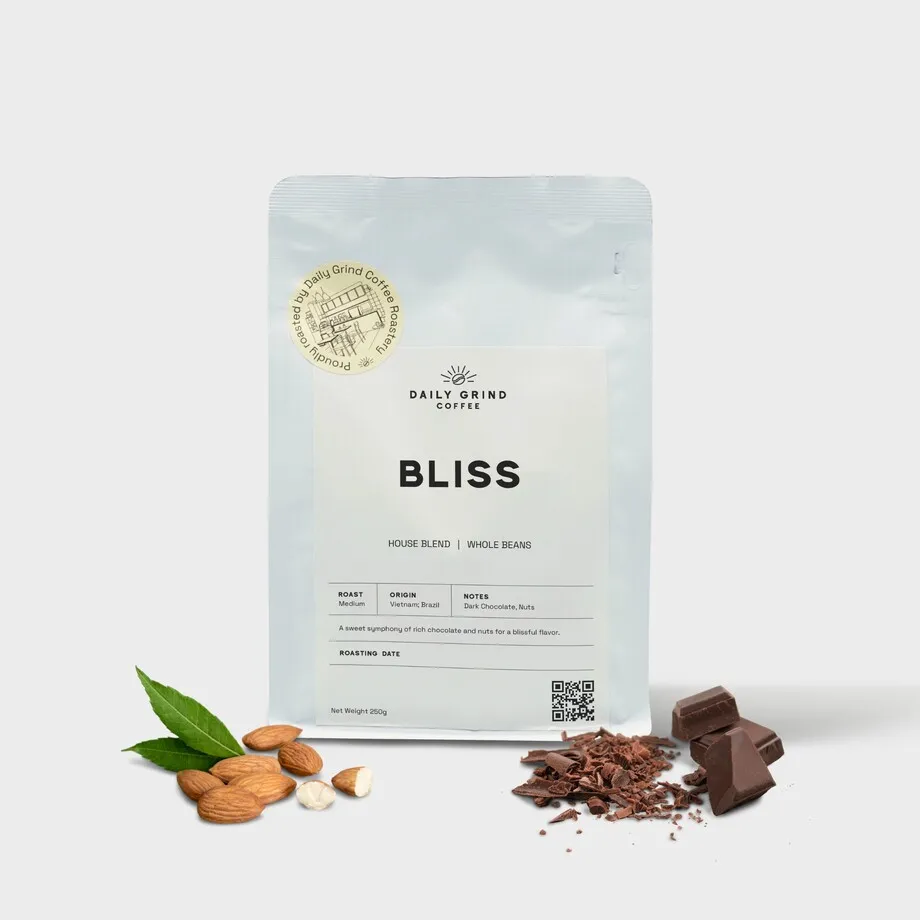 Proudly roasted by Daily Grind Coffee Roastery
DAILY GRIND
COFFEE
BLISS
HOUSE BLEND | WHOLE BEANS
ROAST
Medium
ORIGIN
Vietnam; Brazil
NOTES
Dark Chocolate, Nuts
A sweet symphony of rich chocolate and nuts for a blissful flavor.
ROASTING DATE
Net Weight 250g